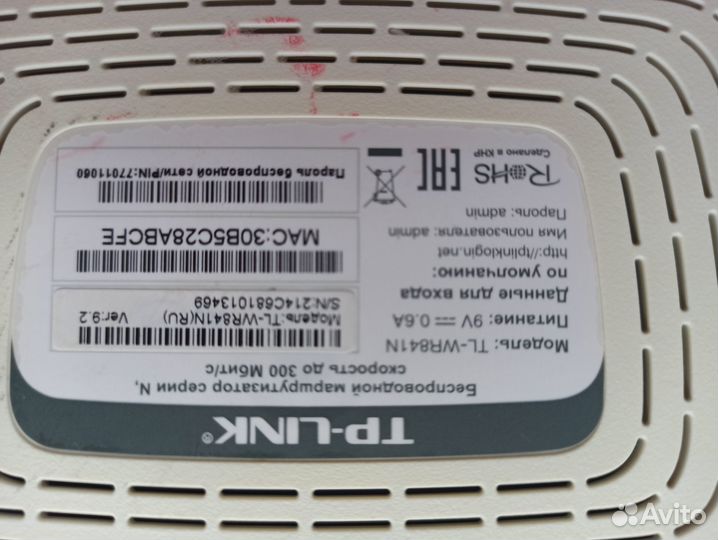 TP-LINK®
Беспроводной маршрутизатор серии N,
скорость до 300 Мбит/с
Модель: TL-WR841N
Питание: 9V⎓0.6A
Данные для входа
по умолчанию:
http://tplinklogin.net
Имя пользователя: admin
Пароль: admin
RoHS
EAC
Сделано в КНР
Модель:TL-WR841N(RU) Ver:9.2
S/N:214C681013469
MAC:30B5C28ABCFE
Пароль беспроводной сети/PIN:77011060
Avito